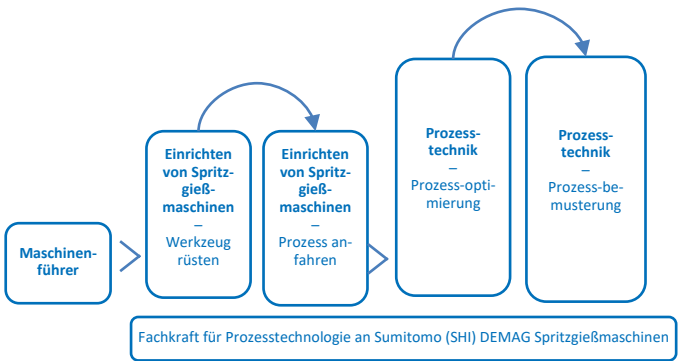 Maschinen-
führer
Einrichten
von Spritz-
gieß-
maschinen
–
Werkzeug
rüsten
Einrichten
von Spritz-
gieß-
maschinen
–
Prozess an-
fahren
Prozess-
technik
–
Prozess-opti-
mierung
Prozess-
technik
–
Prozess-be-
musterung
Fachkraft für Prozesstechnologie an Sumitomo (SHI) DEMAG Spritzgießmaschinen